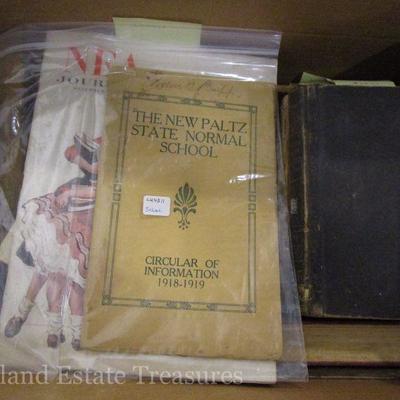 NEA
JOUR
THE NEW PALTZ
STATE NORMAL
SCHOOL
CIRCULAR OF
INFORMATION
1918-1919
land Estate Treasures